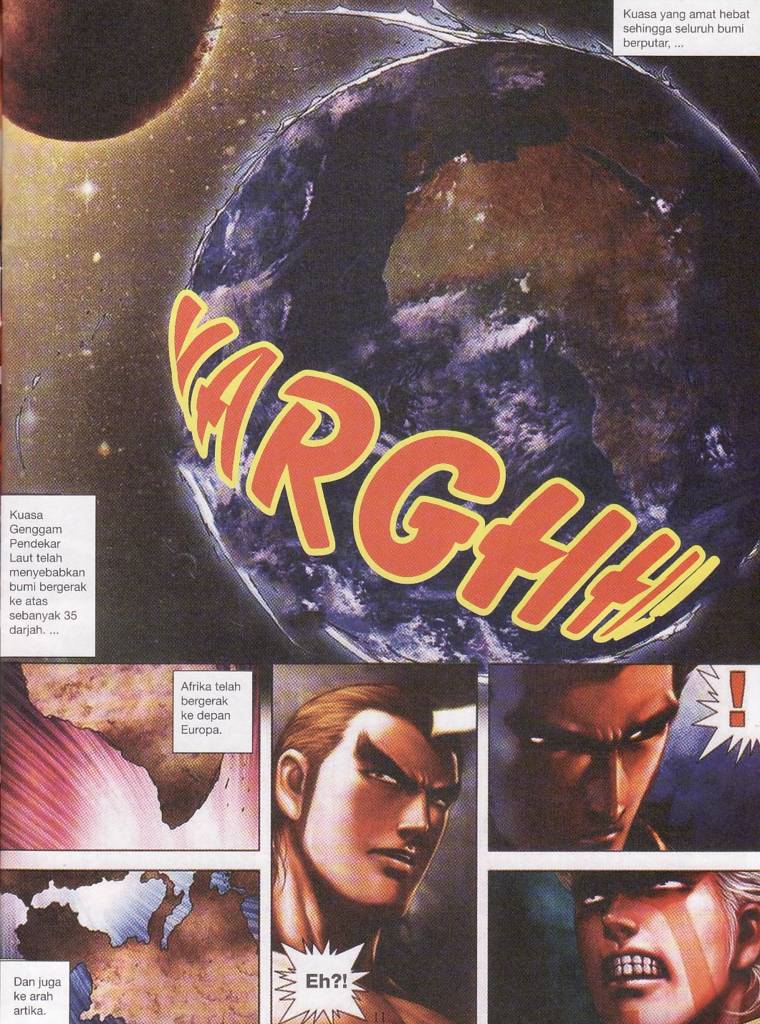 Kuasa yang amat hebat
sehingga seluruh bumi
berputar, ...
YARGHH!
Kuasa
Genggam
Pendekar
Laut telah
menyebabkan
bumi bergerak
ke atas
sebanyak 35
darjah. ...
Afrika telah
bergerak
ke depan
Europa.
!
Dan juga
ke arah
artika.
Eh?!